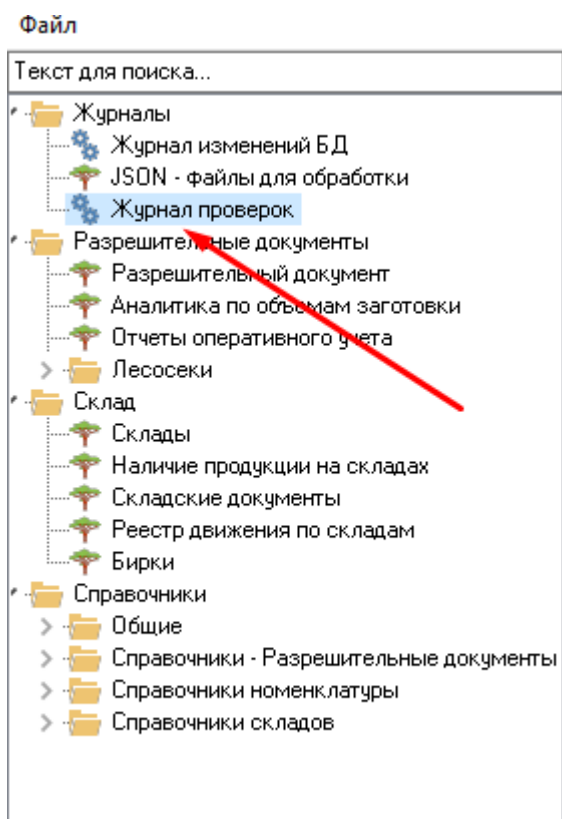 Файл
Текст для поиска...
Журналы
Журнал изменений БД
JSON - файлы для обработки
Журнал проверок
Разрешительные документы
Разрешительный документ
Аналитика по объемам заготовки
Отчеты оперативного учета
Лесосеки
Склад
Склады
Наличие продукции на складах
Складские документы
Реестр движения по складам
Бирки
Справочники
Общие
Справочники - Разрешительные документы
Справочники номенклатуры
Справочники складов